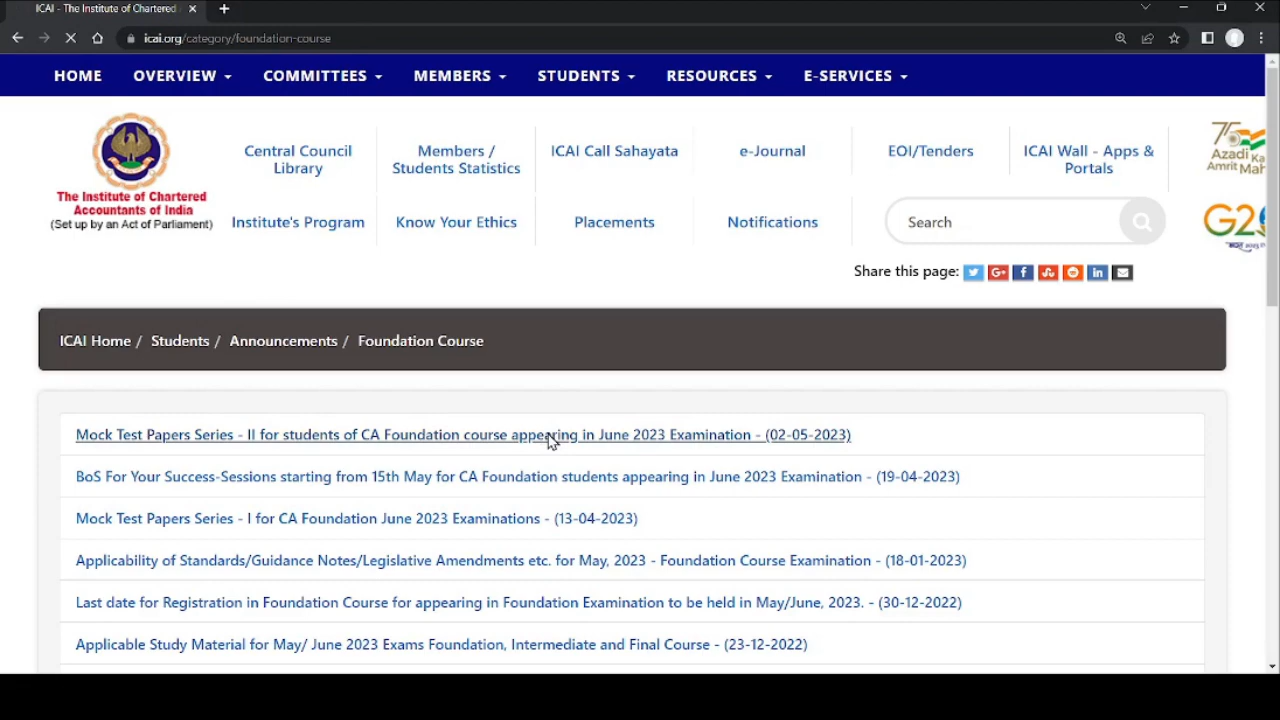 ICAI - The Institute of Chartered
icai.org/category/foundation-course
HOME OVERVIEW COMMITTEES MEMBERS STUDENTS RESOURCES E-SERVICES
Central Council
Library
Members /
Students Statistics
ICAI Call Sahayata
e-Journal
EOI/Tenders
ICAI Wall - Apps &
Portals
The Institute of Chartered
Accountants of India
(Set up by an Act of Parliament)
Institute's Program
Know Your Ethics
Placements
Notifications
Search
75
Azadi Ka
Amrit Mah
G20
Share this page:
ICAI Home / Students / Announcements / Foundation Course
Mock Test Papers Series - II for students of CA Foundation course appearing in June 2023 Examination - (02-05-2023)
BoS For Your Success-Sessions starting from 15th May for CA Foundation students appearing in June 2023 Examination - (19-04-2023)
Mock Test Papers Series - I for CA Foundation June 2023 Examinations - (13-04-2023)
Applicability of Standards/Guidance Notes/Legislative Amendments etc. for May, 2023 - Foundation Course Examination - (18-01-2023)
Last date for Registration in Foundation Course for appearing in Foundation Examination to be held in May/June, 2023. - (30-12-2022)
Applicable Study Material for May/ June 2023 Exams Foundation, Intermediate and Final Course - (23-12-2022)